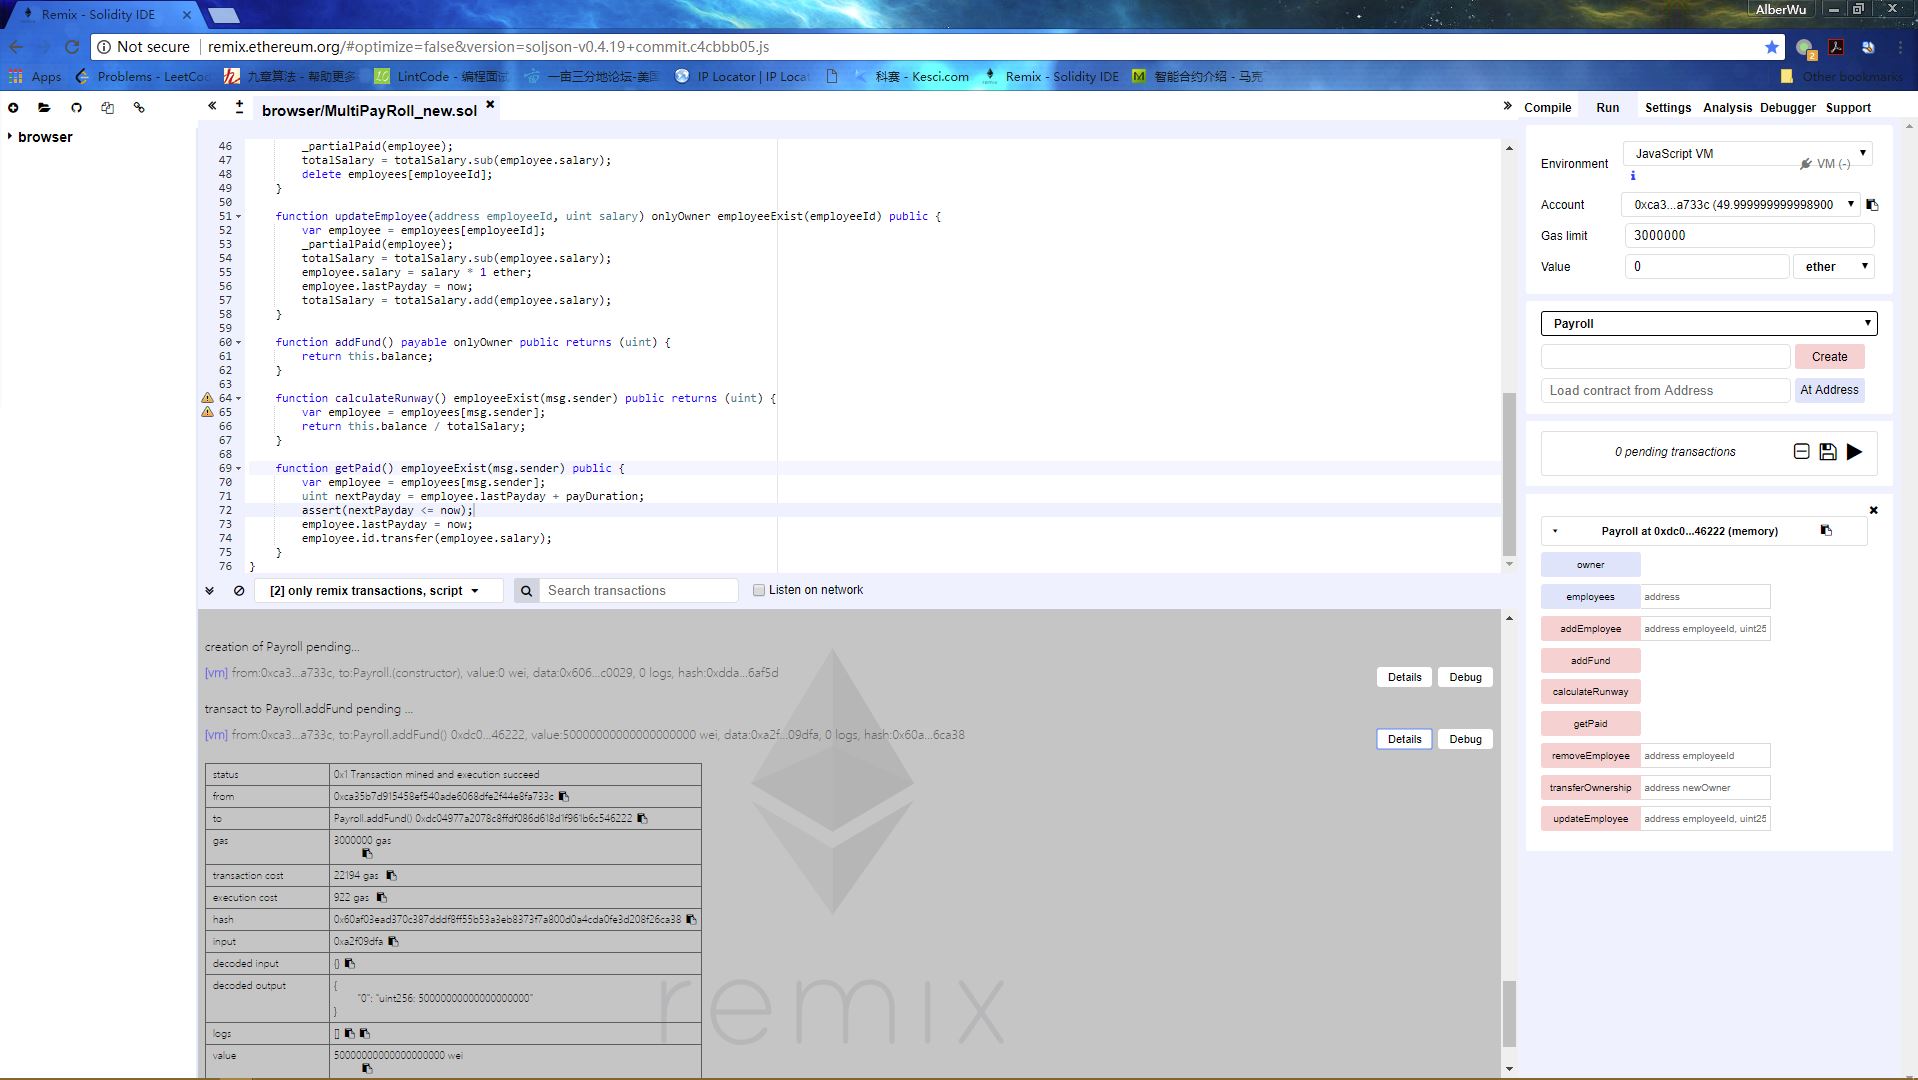 Remix - Solidity IDE
AlberWu
Not secure
remix.ethereum.org/#optimize=false&version=soljson-v0.4.19+commit.c4cbbb05.js
Apps
Problems - LeetCo
九章算法 - 帮助更多
LintCode - 编程面试
一亩三分地论坛-美国
IP Locator | IP Locat
科赛 - Kesci.com
Remix - Solidity IDE
智能合约介绍 - 马克
Other bookmarks
browser
browser/MultiPayRoll_new.sol
46 _partialPaid(employee);
47 totalSalary = totalSalary.sub(employee.salary);
48 delete employees[employeeId];
49 }
50
51 function updateEmployee(address employeeId, uint salary) onlyOwner employeeExist(employeeId) public {
52 var employee = employees[employeeId];
53 _partialPaid(employee);
54 totalSalary = totalSalary.sub(employee.salary);
55 employee.salary = salary * 1 ether;
56 employee.lastPayday = now;
57 totalSalary = totalSalary.add(employee.salary);
58 }
59
60 function addFund() payable onlyOwner public returns (uint) {
61 return this.balance;
62 }
63
64 function calculateRunway() employeeExist(msg.sender) public returns (uint) {
65 var employee = employees[msg.sender];
66 return this.balance / totalSalary;
67 }
68
69 function getPaid() employeeExist(msg.sender) public {
70 var employee = employees[msg.sender];
71 uint nextPayday = employee.lastPayday + payDuration;
72 assert(nextPayday <= now);
73 employee.lastPayday = now;
74 employee.id.transfer(employee.salary);
75 }
76 }
[2] only remix transactions, script
Search transactions
Listen on network
creation of Payroll pending...
[vm] from:0xca3...a733c, to:Payroll.(constructor), value:0 wei, data:0x606...c0029, 0 logs, hash:0xdda...6af5d
Details
Debug
transact to Payroll.addFund pending ...
[vm] from:0xca3...a733c, to:Payroll.addFund() 0xdc0...46222, value:50000000000000000000 wei, data:0xa2f...09dfa, 0 logs, hash:0x60a...6ca38
Details
Debug
status 0x1 Transaction mined and execution succeed
from 0xca35b7d915458ef540ade6068dfe2f44e8fa733c
to Payroll.addFund() 0xdc04977a2078c8ffdf086d618d1f961b6c546222
gas 3000000 gas
transaction cost 22194 gas
execution cost 922 gas
hash 0x60af03ead370c387dddf8ff55b53a3eb8373f7a800d0a4cda0fe3d208f26ca38
input 0xa2f09dfa
decoded input {}
decoded output {
"0": "uint256: 50000000000000000000"
}
logs []
value 50000000000000000000 wei
remix
Compile
Run
Settings
Analysis
Debugger
Support
Environment
JavaScript VM
VM (-)
Account
0xca3...a733c (49.999999999998900
Gas limit
3000000
Value
0
ether
Payroll
Create
Load contract from Address
At Address
0 pending transactions
Payroll at 0xdc0...46222 (memory)
owner
employees address
addEmployee address employeeId, uint25
addFund
calculateRunway
getPaid
removeEmployee address employeeId
transferOwnership address newOwner
updateEmployee address employeeId, uint25